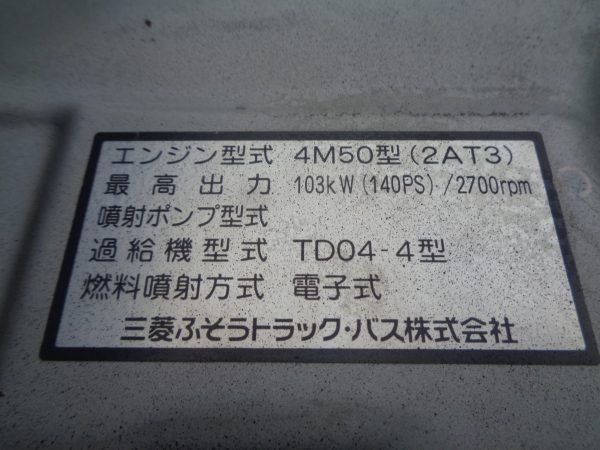 エンジン型式 4M50型(2AT3)
最高出力 103kW(140PS)/2700rpm
噴射ポンプ型式
過給機型式 TD04-4型
燃料噴射方式 電子式
三菱ふそうトラック・バス株式会社